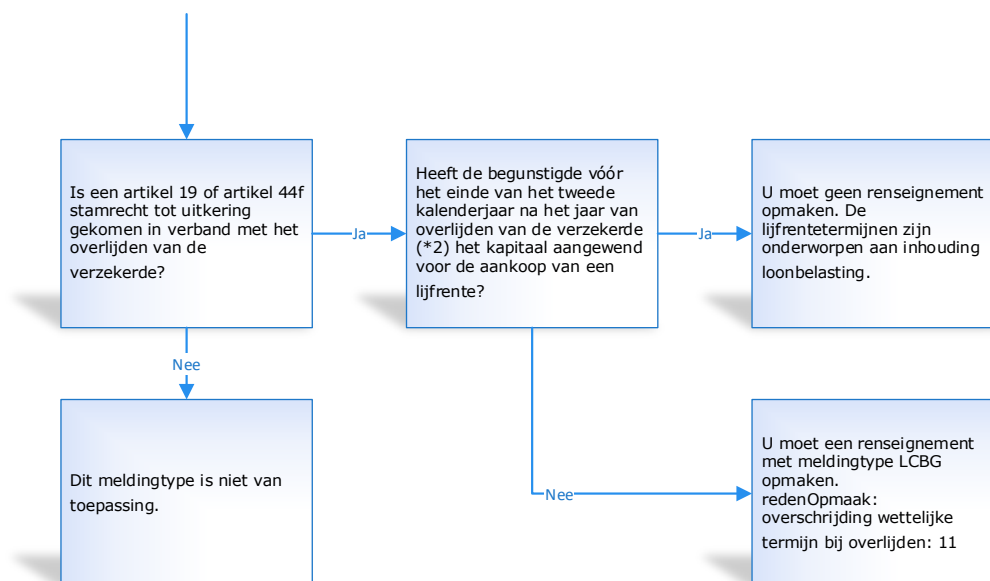 Is een artikel 19 of artikel 44f
stamrecht tot uitkering
gekomen in verband met het
overlijden van de
verzekerde?
Ja
Heeft de begunstigde vóór
het einde van het tweede
kalenderjaar na het jaar van
overlijden van de verzekerde
(*2) het kapitaal aangewend
voor de aankoop van een
lijfrente?
Ja
U moet geen renseignement
opmaken. De
lijfrentetermijnen zijn
onderworpen aan inhouding
loonbelasting.
Nee
Dit meldingtype is niet van
toepassing.
Nee
U moet een renseignement
met meldingtype LCBG
opmaken.
redenOpmaak:
overschrijding wettelijke
termijn bij overlijden: 11